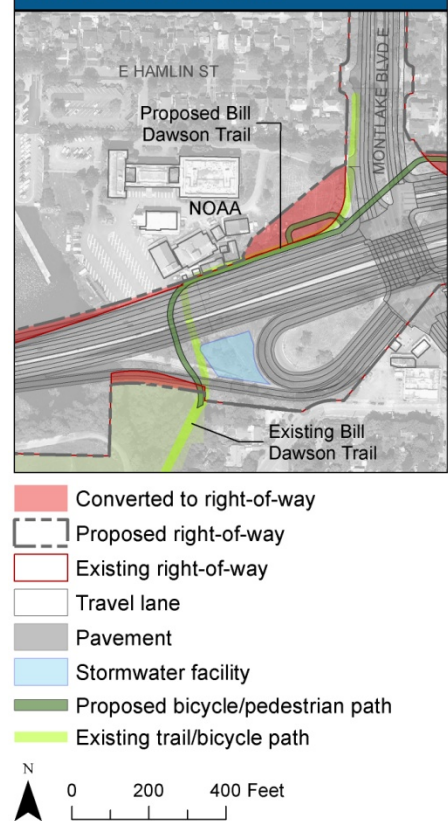 E HAMLIN ST
Proposed Bill
Dawson Trail
MONTLAKE BLVD E
NOAA
Existing Bill
Dawson Trail
Converted to right-of-way
Proposed right-of-way
Existing right-of-way
Travel lane
Pavement
Stormwater facility
Proposed bicycle/pedestrian path
Existing trail/bicycle path
N
0 200 400 Feet